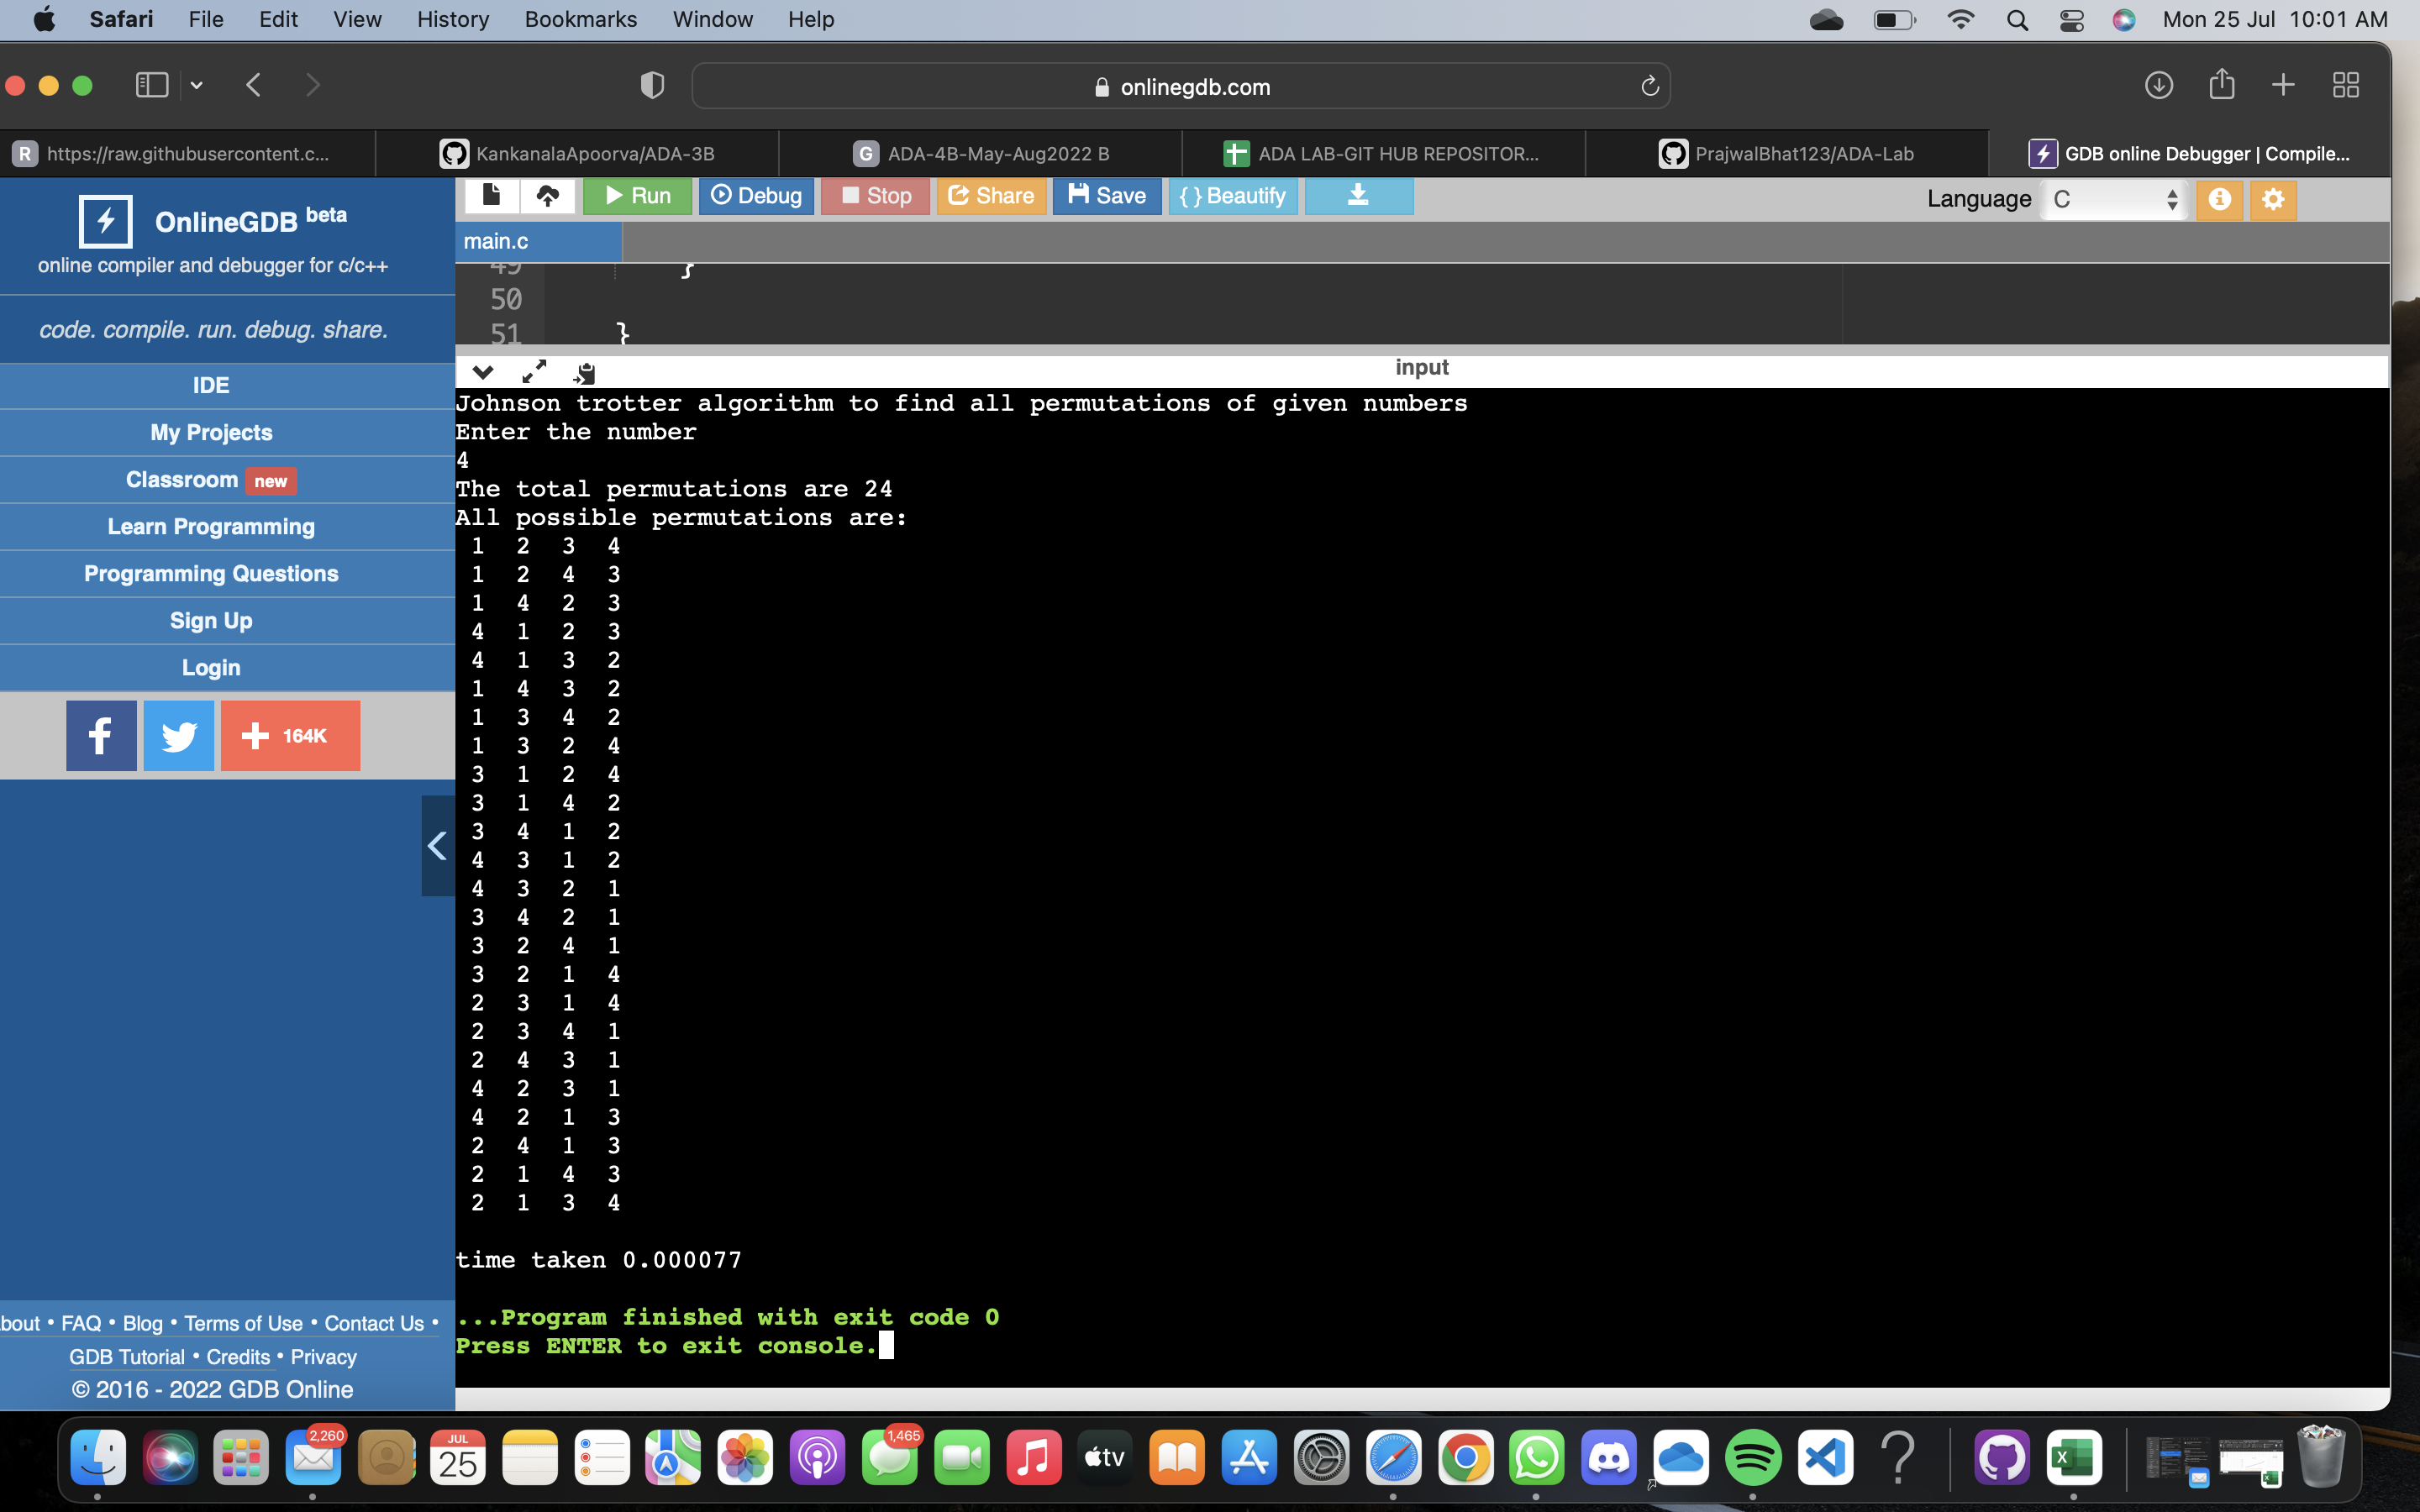 Safari File Edit View History Bookmarks Window Help Mon 25 Jul 10:01 AM
onlinegdb.com
R https://raw.githubusercontent.c... KankanalaApoorva/ADA-3B G ADA-4B-May-Aug2022 B ADA LAB-GIT HUB REPOSITOR... PrajwalBhat123/ADA-Lab GDB online Debugger | Compile...
Run Debug Stop Share Save { } Beautify Language C
OnlineGDB beta
online compiler and debugger for c/c++
code. compile. run. debug. share.
IDE
My Projects
Classroom new
Learn Programming
Programming Questions
Sign Up
Login
164K
main.c
49 }
50
51 }
input
Johnson trotter algorithm to find all permutations of given numbers
Enter the number
4
The total permutations are 24
All possible permutations are:
1 2 3 4
1 2 4 3
1 4 2 3
4 1 2 3
4 1 3 2
1 4 3 2
1 3 4 2
1 3 2 4
3 1 2 4
3 1 4 2
3 4 1 2
4 3 1 2
4 3 2 1
3 4 2 1
3 2 4 1
3 2 1 4
2 3 1 4
2 3 4 1
2 4 3 1
4 2 3 1
4 2 1 3
2 4 1 3
2 1 4 3
2 1 3 4
time taken 0.000077
...Program finished with exit code 0
Press ENTER to exit console.
bout • FAQ • Blog • Terms of Use • Contact Us •
GDB Tutorial • Credits • Privacy
© 2016 - 2022 GDB Online
2,260 JUL 25 1,465 tv